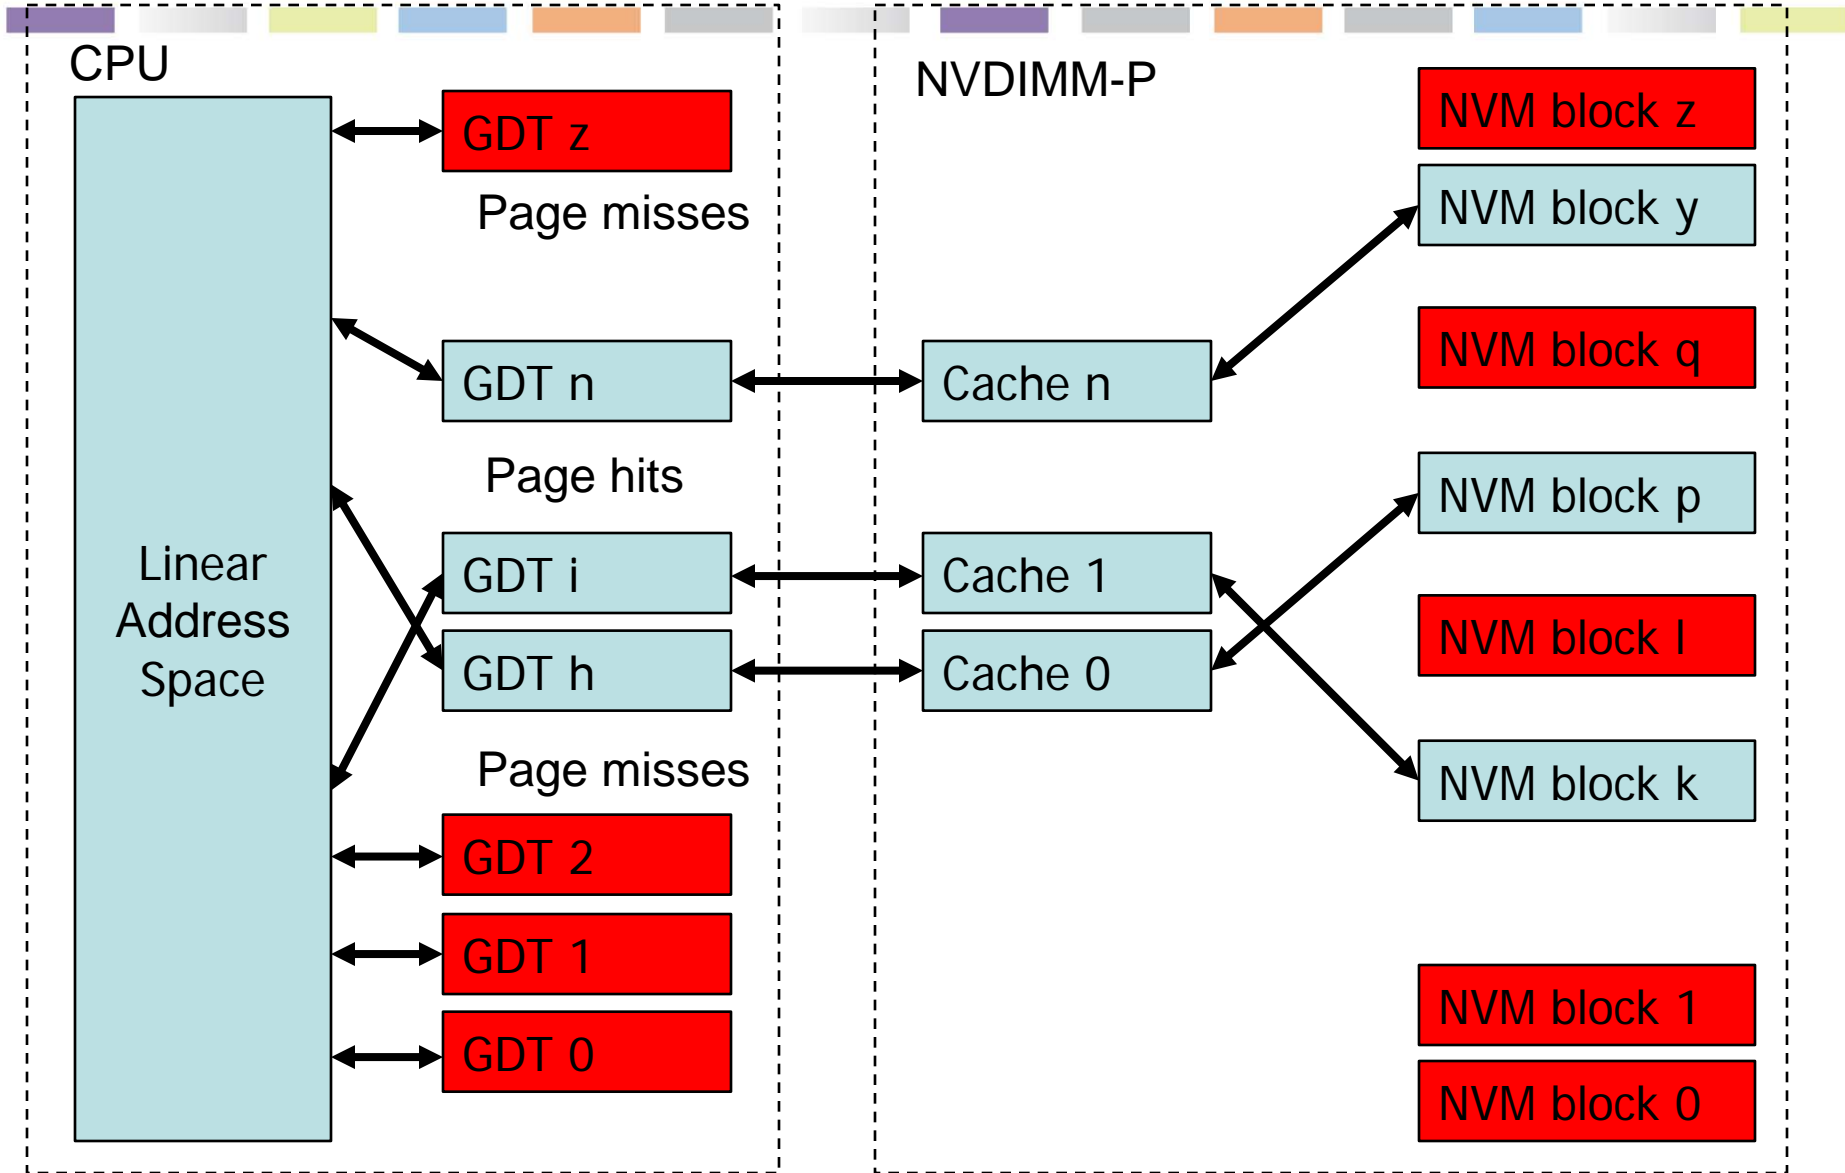 CPU
Linear
Address
Space
GDT z
Page misses
GDT n
Page hits
GDT i
GDT h
Page misses
GDT 2
GDT 1
GDT 0
NVDIMM-P
Cache n
Cache 1
Cache 0
NVM block z
NVM block y
NVM block q
NVM block p
NVM block l
NVM block k
NVM block 1
NVM block 0